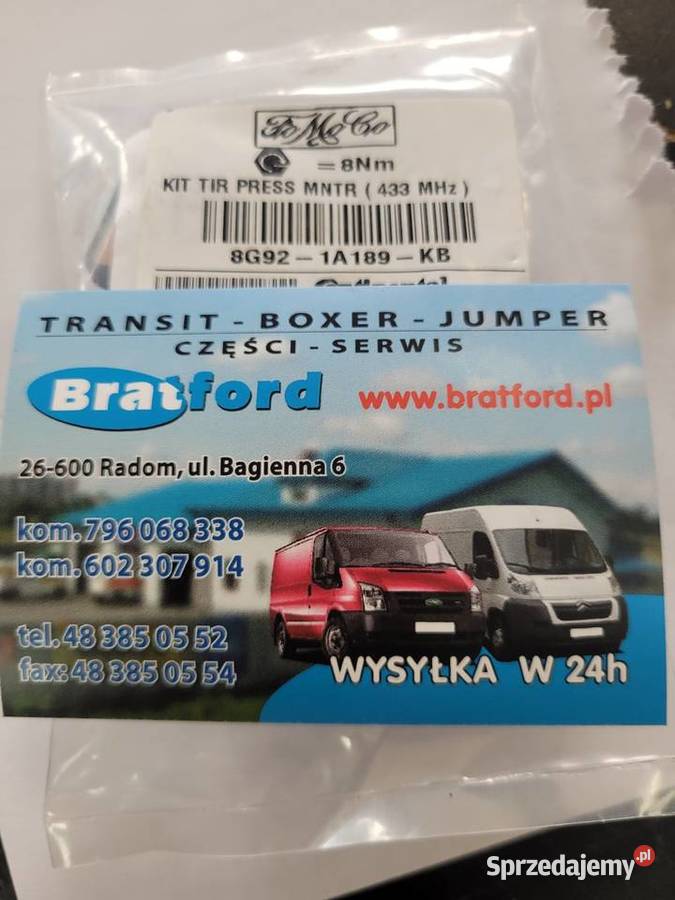 FoMoCo
= 8Nm
KIT TIR PRESS MNTR ( 433 MHz )
8G92 - 1A189 - KB
Continental
TRANSIT - BOXER - JUMPER
CZĘŚCI - SERWIS
Bratford www.bratford.pl
26-600 Radom, ul. Bagienna 6
kom. 796 068 338
kom. 602 307 914
tel. 48 385 05 52
fax: 48 385 05 54
WYSYŁKA W 24h
Sprzedajemy.pl